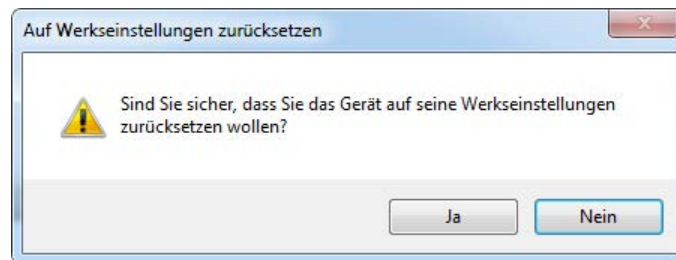 Auf Werkseinstellungen zurücksetzen
Sind Sie sicher, dass Sie das Gerät auf seine Werkseinstellungen
zurücksetzen wollen?
Ja
Nein